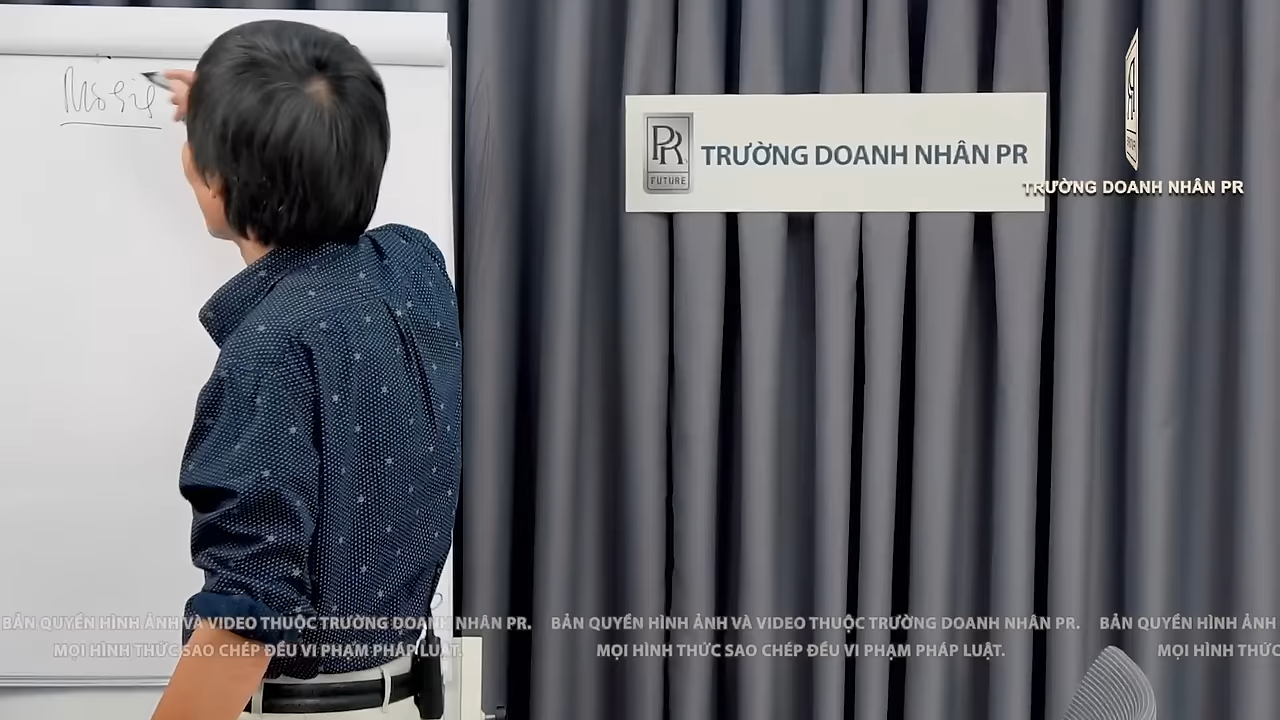 PR
FUTURE
TRƯỜNG DOANH NHÂN PR
TRƯỜNG DOANH NHÂN PR
BẢN QUYỀN HÌNH ẢNH VÀ VIDEO THUỘC TRƯỜNG DOANH NHÂN PR. BẢN QUYỀN HÌNH ẢNH VÀ VIDEO THUỘC TRƯỜNG DOANH NHÂN PR. BẢN QUYỀN HÌNH ẢNH
MỌI HÌNH THỨC SAO CHÉP ĐỀU VI PHẠM PHÁP LUẬT. MỌI HÌNH THỨC SAO CHÉP ĐỀU VI PHẠM PHÁP LUẬT. MỌI HÌNH THỨC